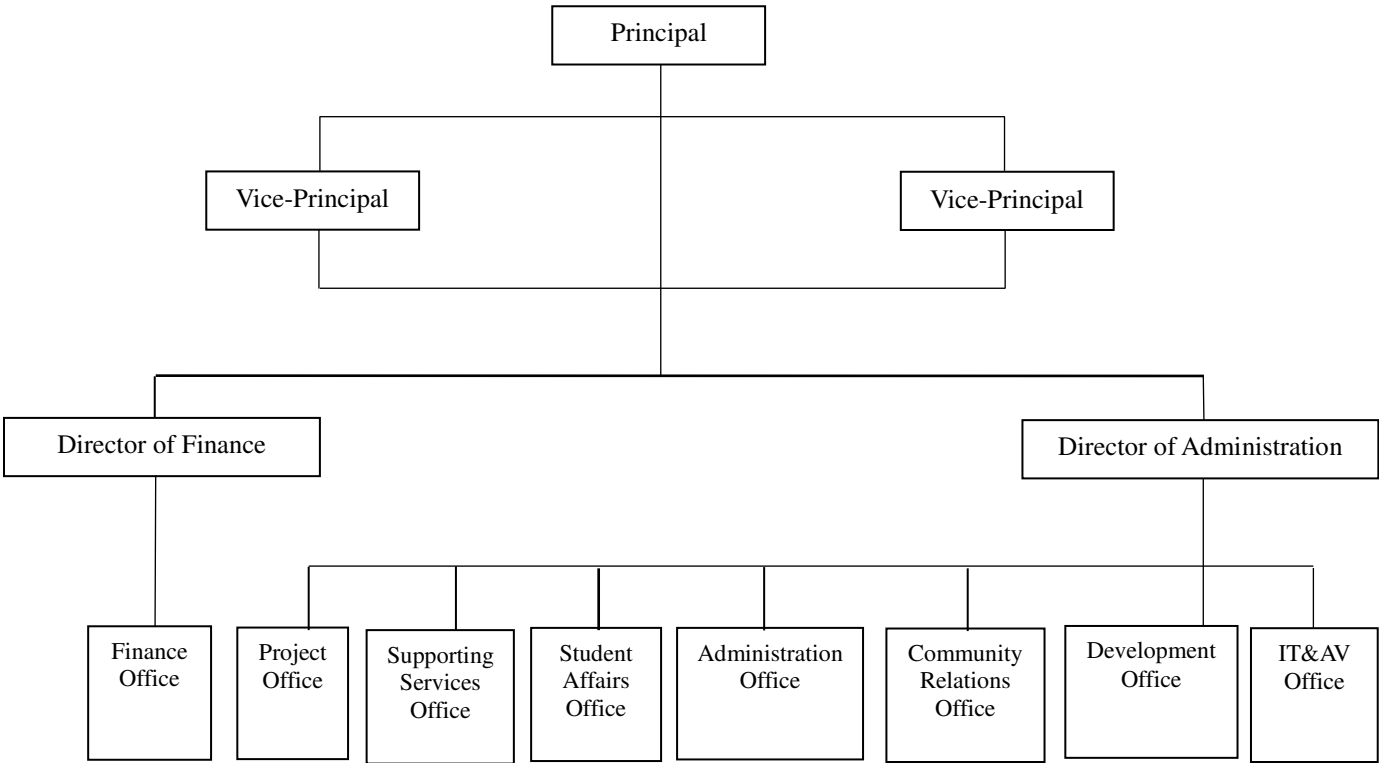 Principal
Vice-Principal
Vice-Principal
Director of Finance
Director of Administration
Finance
Office
Project
Office
Supporting
Services
Office
Student
Affairs
Office
Administration
Office
Community
Relations
Office
Development
Office
IT&AV
Office